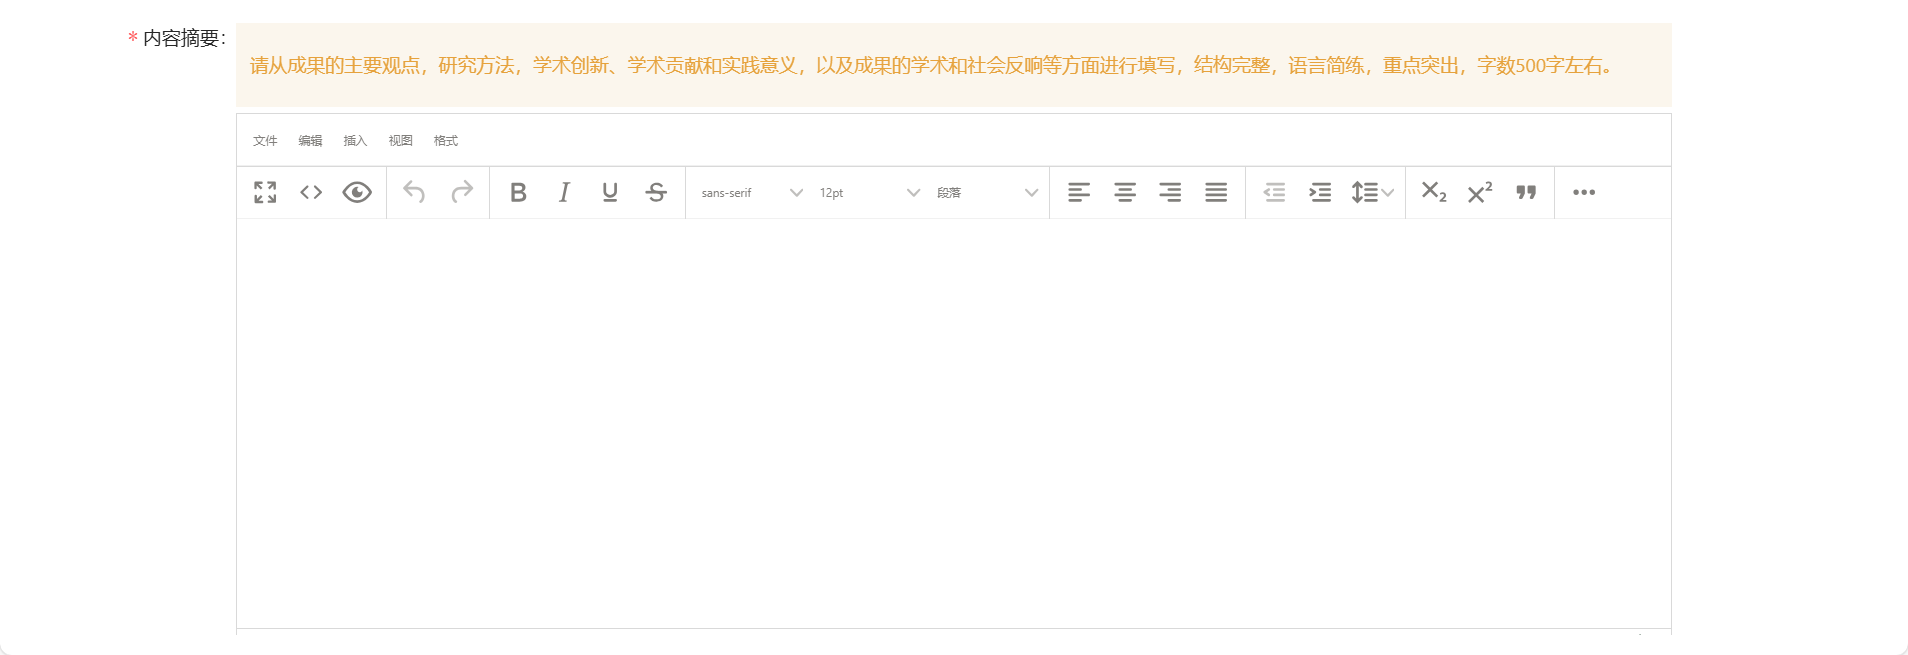 * 内容摘要：
请从成果的主要观点，研究方法，学术创新、学术贡献和实践意义，以及成果的学术和社会反响等方面进行填写，结构完整，语言简练，重点突出，字数500字左右。
文件 编辑 插入 视图 格式
sans-serif 12pt 段落